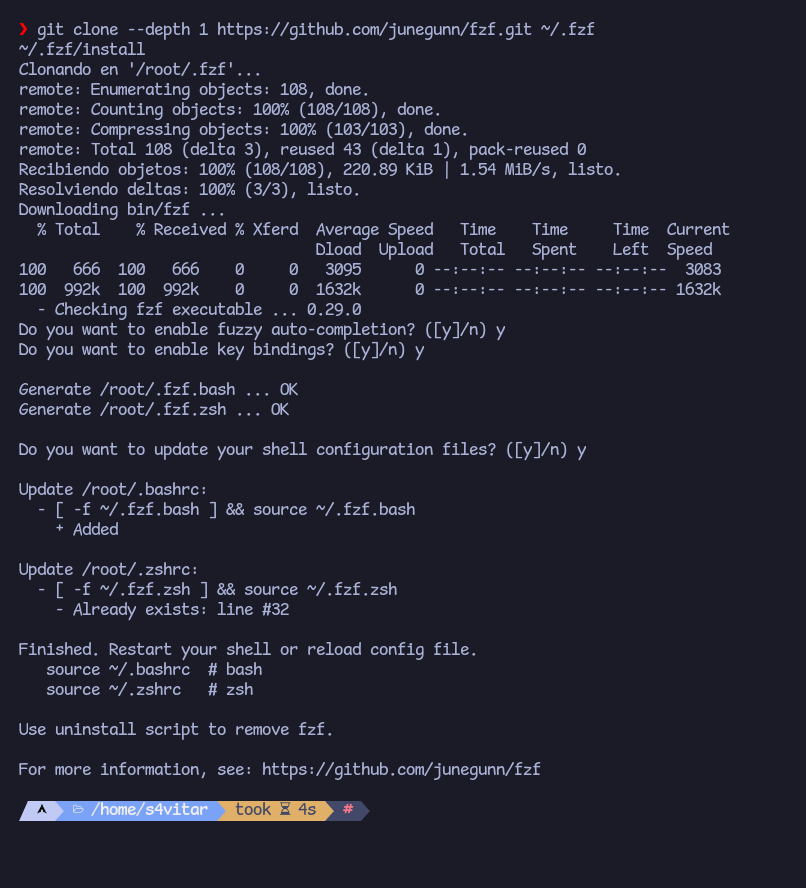 ❯ git clone --depth 1 https://github.com/junegunn/fzf.git ~/.fzf
~/.fzf/install
Clonando en '/root/.fzf'...
remote: Enumerating objects: 108, done.
remote: Counting objects: 100% (108/108), done.
remote: Compressing objects: 100% (103/103), done.
remote: Total 108 (delta 3), reused 43 (delta 1), pack-reused 0
Recibiendo objetos: 100% (108/108), 220.89 KiB | 1.54 MiB/s, listo.
Resolviendo deltas: 100% (3/3), listo.
Downloading bin/fzf ...
  % Total    % Received % Xferd  Average Speed   Time    Time     Time  Current
                                 Dload  Upload   Total   Spent    Left  Speed
100   666  100   666    0     0   3095      0 --:--:-- --:--:-- --:--:--  3083
100  992k  100  992k    0     0  1632k      0 --:--:-- --:--:-- --:--:-- 1632k
  - Checking fzf executable ... 0.29.0
Do you want to enable fuzzy auto-completion? ([y]/n) y
Do you want to enable key bindings? ([y]/n) y

Generate /root/.fzf.bash ... OK
Generate /root/.fzf.zsh ... OK

Do you want to update your shell configuration files? ([y]/n) y

Update /root/.bashrc:
  - [ -f ~/.fzf.bash ] && source ~/.fzf.bash
    + Added

Update /root/.zshrc:
  - [ -f ~/.fzf.zsh ] && source ~/.fzf.zsh
    - Already exists: line #32

Finished. Restart your shell or reload config file.
   source ~/.bashrc  # bash
   source ~/.zshrc   # zsh

Use uninstall script to remove fzf.

For more information, see: https://github.com/junegunn/fzf

/home/s4vitar took ⌛ 4s #